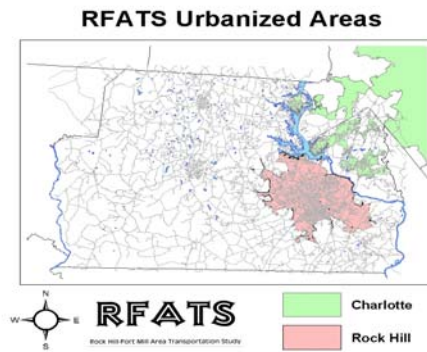 RFATS Urbanized Areas
N
W E
S
RFATS
Rock Hill-Fort Mill Area Transportation Study
Charlotte
Rock Hill